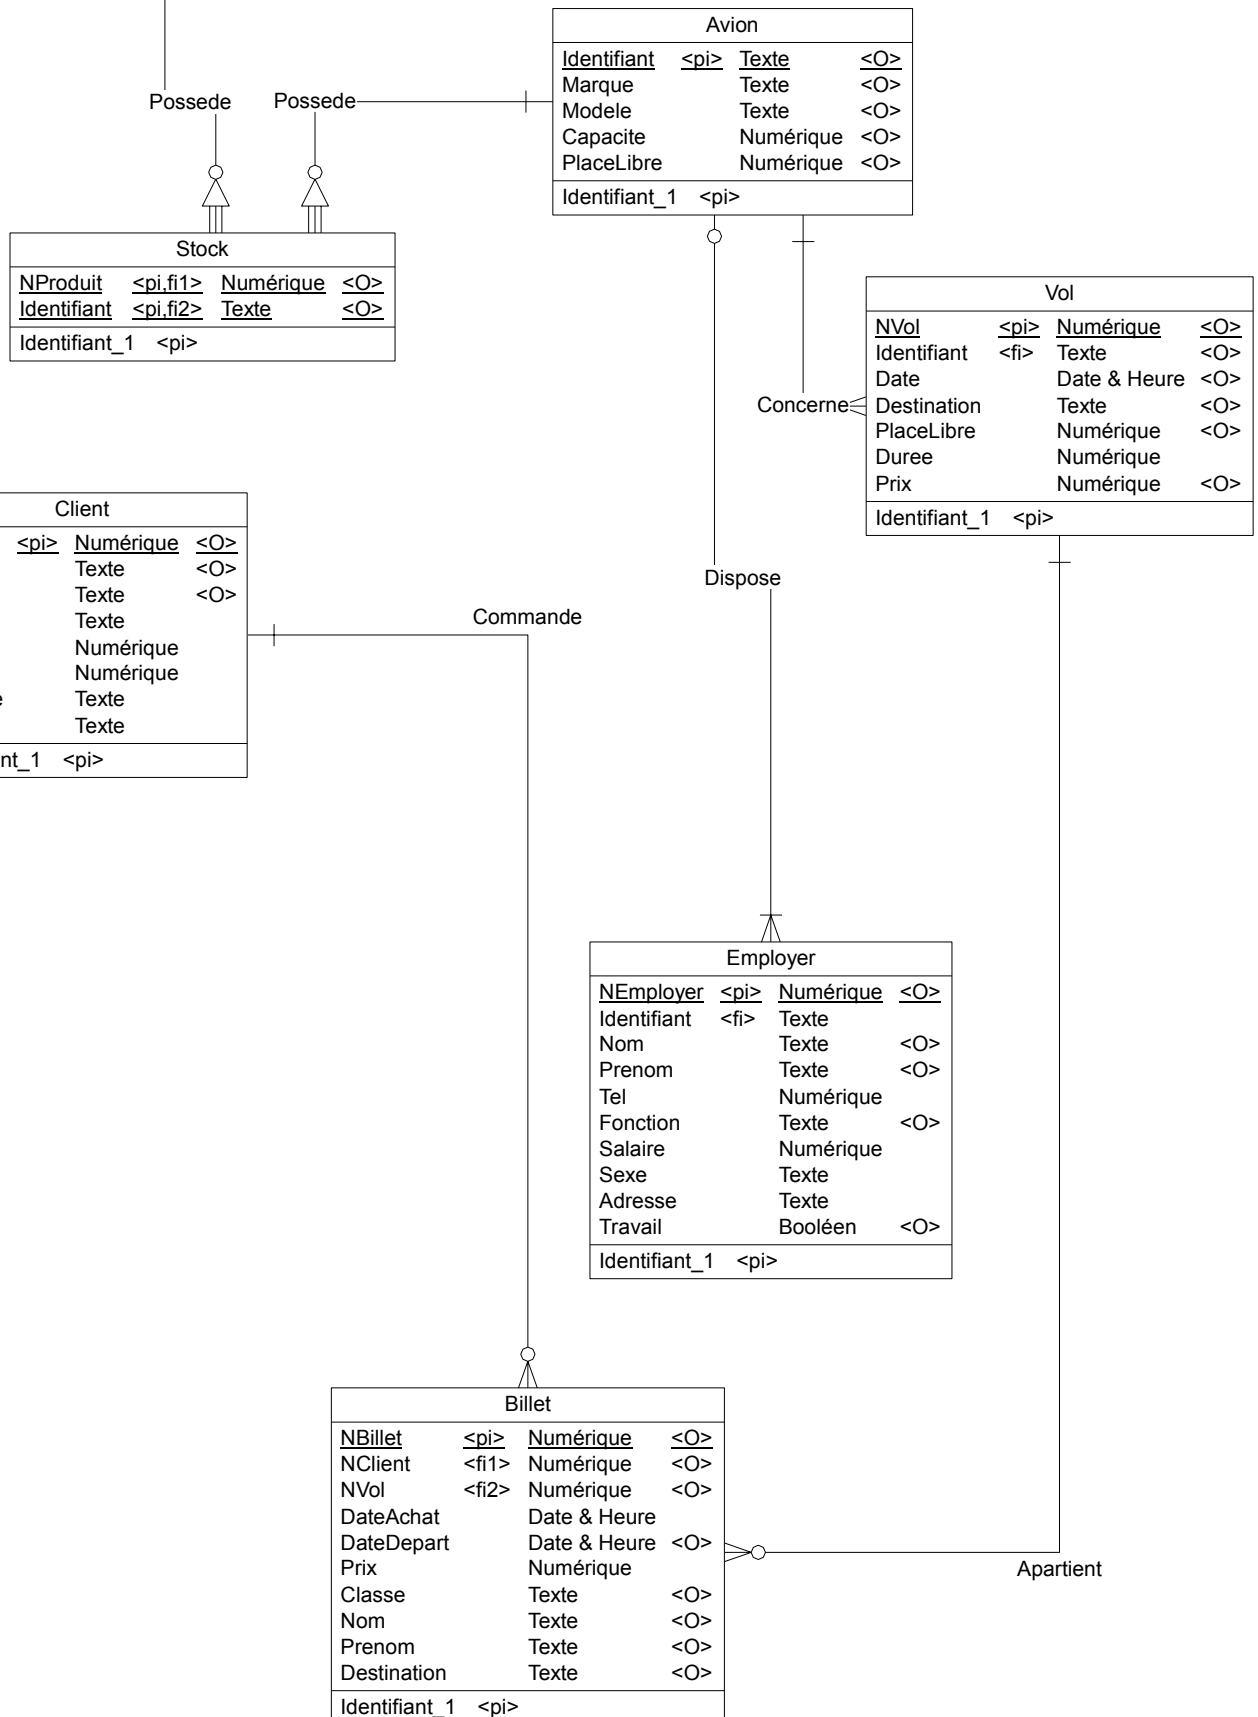 Avion
Identifiant <pi> Texte <O>
Marque Texte <O>
Modele Texte <O>
Capacite Numérique <O>
PlaceLibre Numérique <O>
Identifiant_1 <pi>
Possede
Possede
Stock
NProduit <pi,fi1> Numérique <O>
Identifiant <pi,fi2> Texte <O>
Identifiant_1 <pi>
Vol
NVol <pi> Numérique <O>
Identifiant <fi> Texte <O>
Date Date & Heure <O>
Destination Texte <O>
PlaceLibre Numérique <O>
Duree Numérique
Prix Numérique <O>
Identifiant_1 <pi>
Concerne
Client
<pi> Numérique <O>
Texte <O>
Texte <O>
Texte
Numérique
Numérique
e Texte
Texte
nt_1 <pi>
Dispose
Commande
Employer
NEmployer <pi> Numérique <O>
Identifiant <fi> Texte
Nom Texte <O>
Prenom Texte <O>
Tel Numérique
Fonction Texte <O>
Salaire Numérique
Sexe Texte
Adresse Texte
Travail Booléen <O>
Identifiant_1 <pi>
Billet
NBillet <pi> Numérique <O>
NClient <fi1> Numérique <O>
NVol <fi2> Numérique <O>
DateAchat Date & Heure
DateDepart Date & Heure <O>
Prix Numérique
Classe Texte <O>
Nom Texte <O>
Prenom Texte <O>
Destination Texte <O>
Identifiant_1 <pi>
Apartient